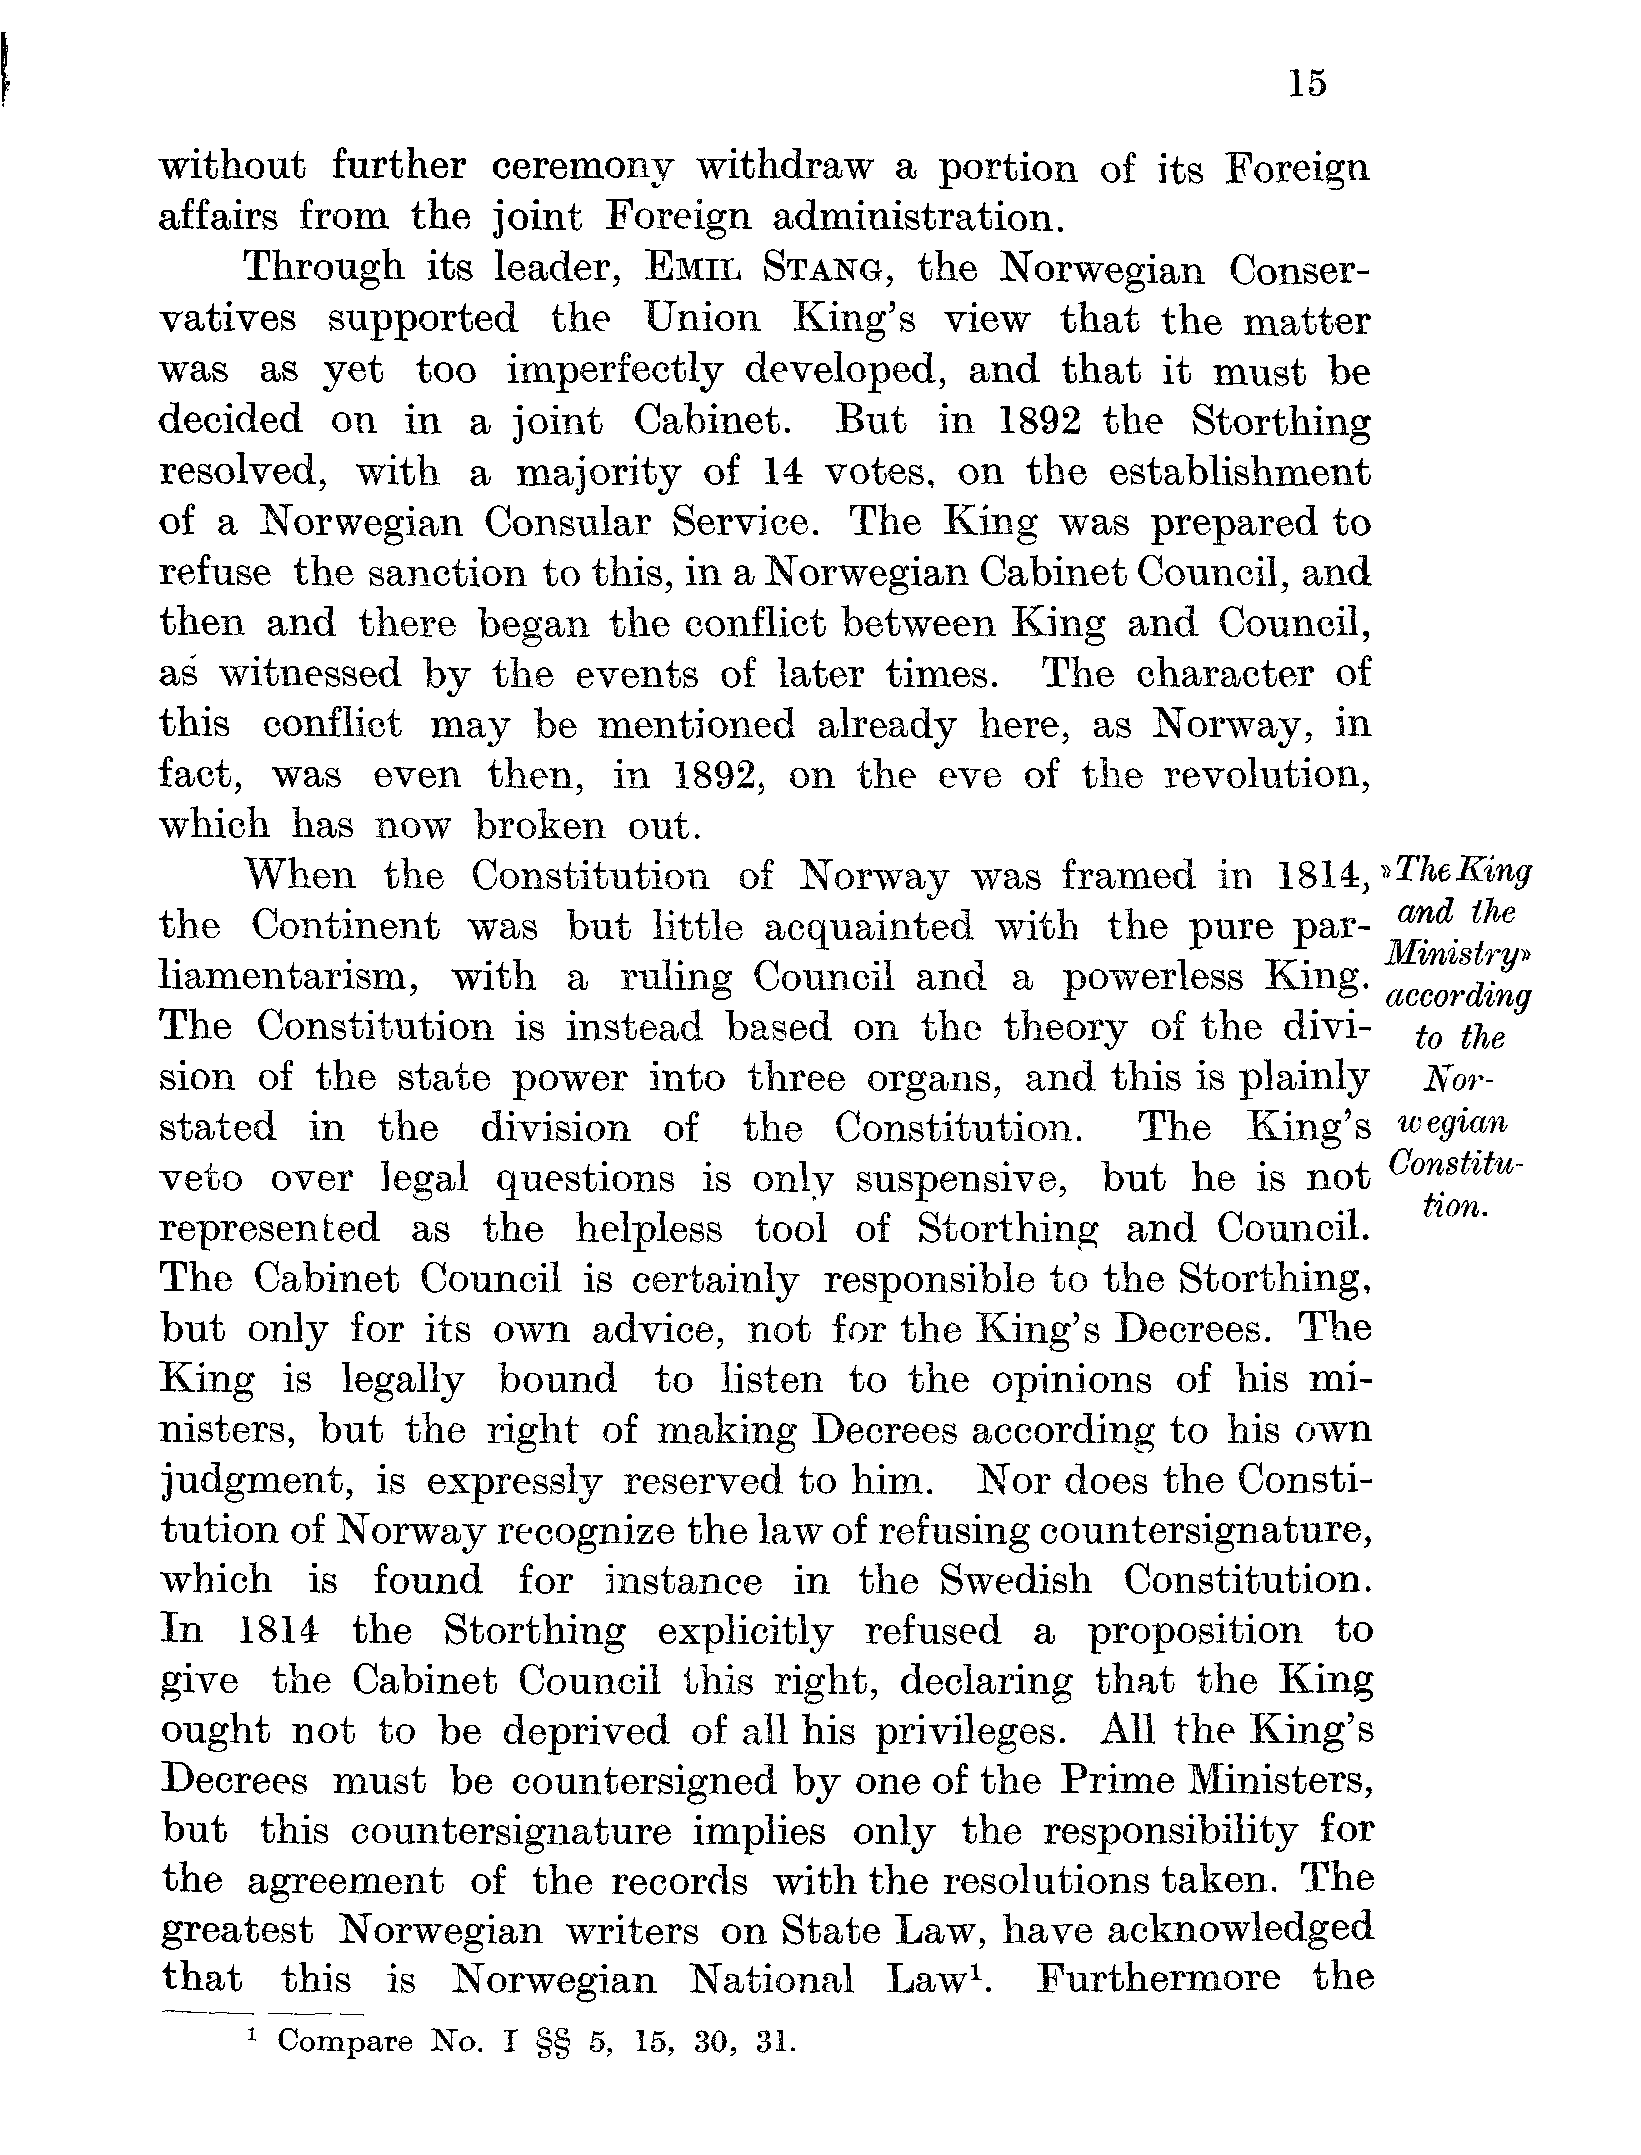 15
without further ceremony withdraw a portion of its Foreign
affairs from the joint Foreign administration.
Through its leader, EMIL STANG, the Norwegian Conser-
vatives supported the Union King's view that the matter
was as yet too imperfectly developed, and that it must be
decided on in a joint Cabinet. But in 1892 the Storthing
resolved, with a majority of 14 votes, on the establishment
of a Norwegian Consular Service. The King was prepared to
refuse the sanction to this, in a Norwegian Cabinet Council, and
then and there began the conflict between King and Council,
as witnessed by the events of later times. The character of
this conflict may be mentioned already here, as Norway, in
fact, was even then, in 1892, on the eve of the revolution,
which has now broken out.
When the Constitution of Norway was framed in 1814,
the Continent was but little acquainted with the pure par-
liamentarism, with a ruling Council and a powerless King.
The Constitution is instead based on the theory of the divi-
sion of the state power into three organs, and this is plainly
stated in the division of the Constitution. The King's
veto over legal questions is only suspensive, but he is not
represented as the helpless tool of Storthing and Council.
The Cabinet Council is certainly responsible to the Storthing,
but only for its own advice, not for the King's Decrees. The
King is legally bound to listen to the opinions of his mi-
nisters, but the right of making Decrees according to his own
judgment, is expressly reserved to him. Nor does the Consti-
tution of Norway recognize the law of refusing countersignature,
which is found for instance in the Swedish Constitution.
In 1814 the Storthing explicitly refused a proposition to
give the Cabinet Council this right, declaring that the King
ought not to be deprived of all his privileges. All the King's
Decrees must be countersigned by one of the Prime Ministers,
but this countersignature implies only the responsibility for
the agreement of the records with the resolutions taken. The
greatest Norwegian writers on State Law, have acknowledged
that this is Norwegian National Law¹. Furthermore the
»The King
and the
Ministry»
according
to the
Nor-
wegian
Constitu-
tion.
¹ Compare No. I §§ 5, 15, 30, 31.